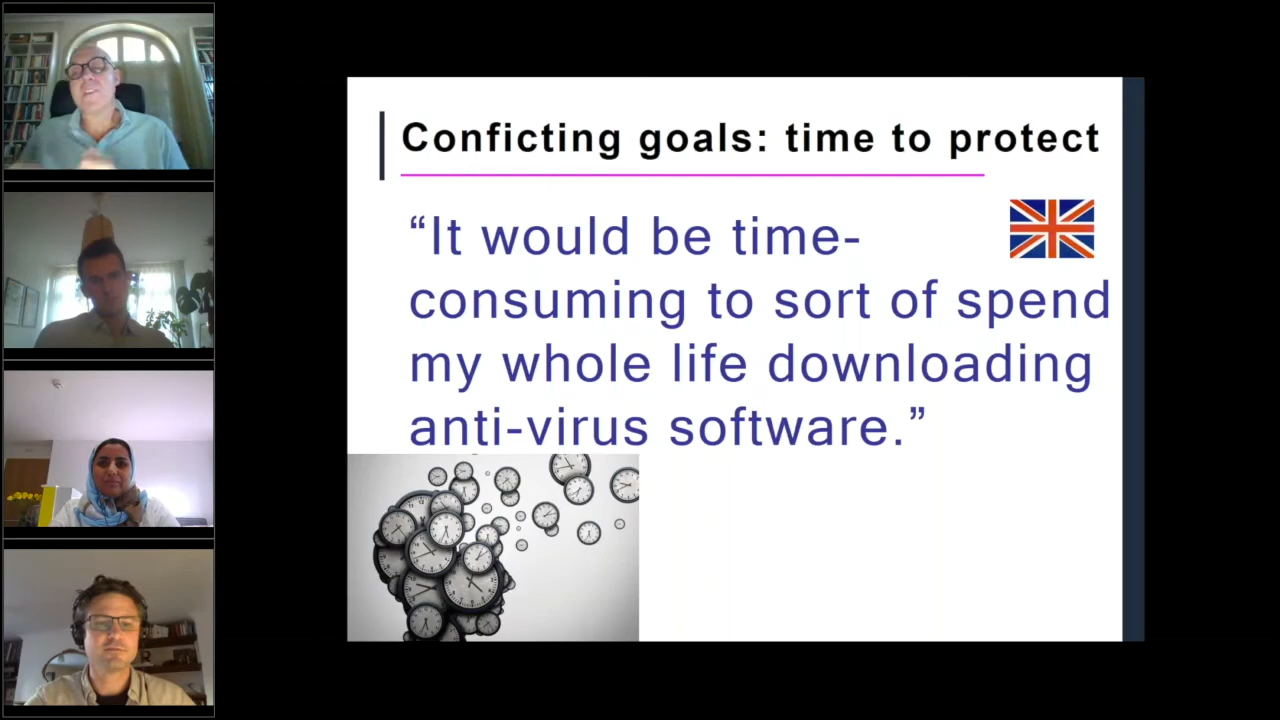 Conficting goals: time to protect
“It would be time-
consuming to sort of spend
my whole life downloading
anti-virus software.”